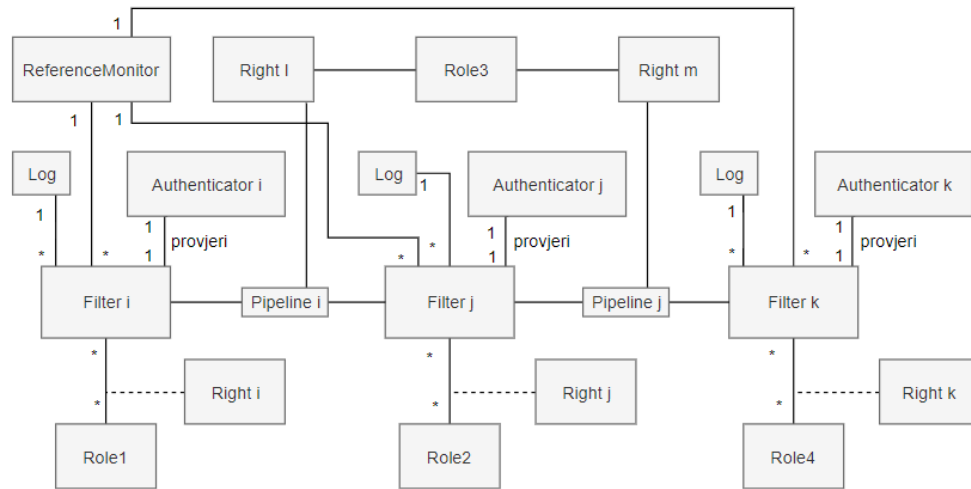 1
1
ReferenceMonitor
Right l
Role3
Right m
1
1
Log
Authenticator i
Log
Authenticator j
Log
Authenticator k
1
1
1
1
1
1
1
provjeri
provjeri
provjeri
*
*
1
*
*
1
*
*
1
Filter i
Pipeline i
Filter j
Pipeline j
Filter k
*
*
*
Right i
Right j
Right k
*
*
*
Role1
Role2
Role4